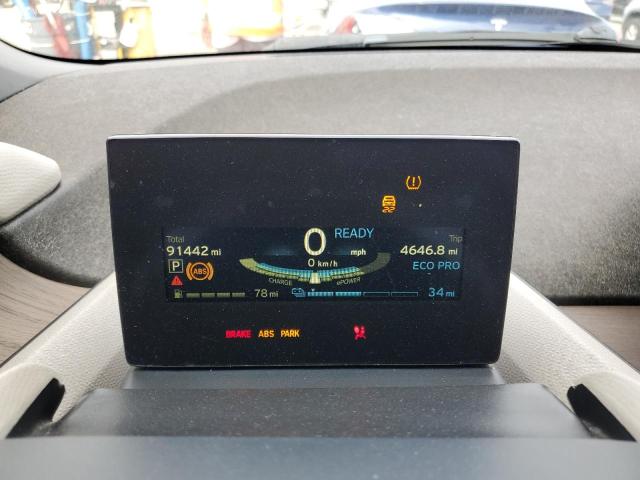 READY
Total
91442 mi
0
mph
0 km/h
Trip
4646.8 mi
P
ABS
ECO PRO
CHARGE
ePOWER
78 mi
34 mi
BRAKE ABS PARK